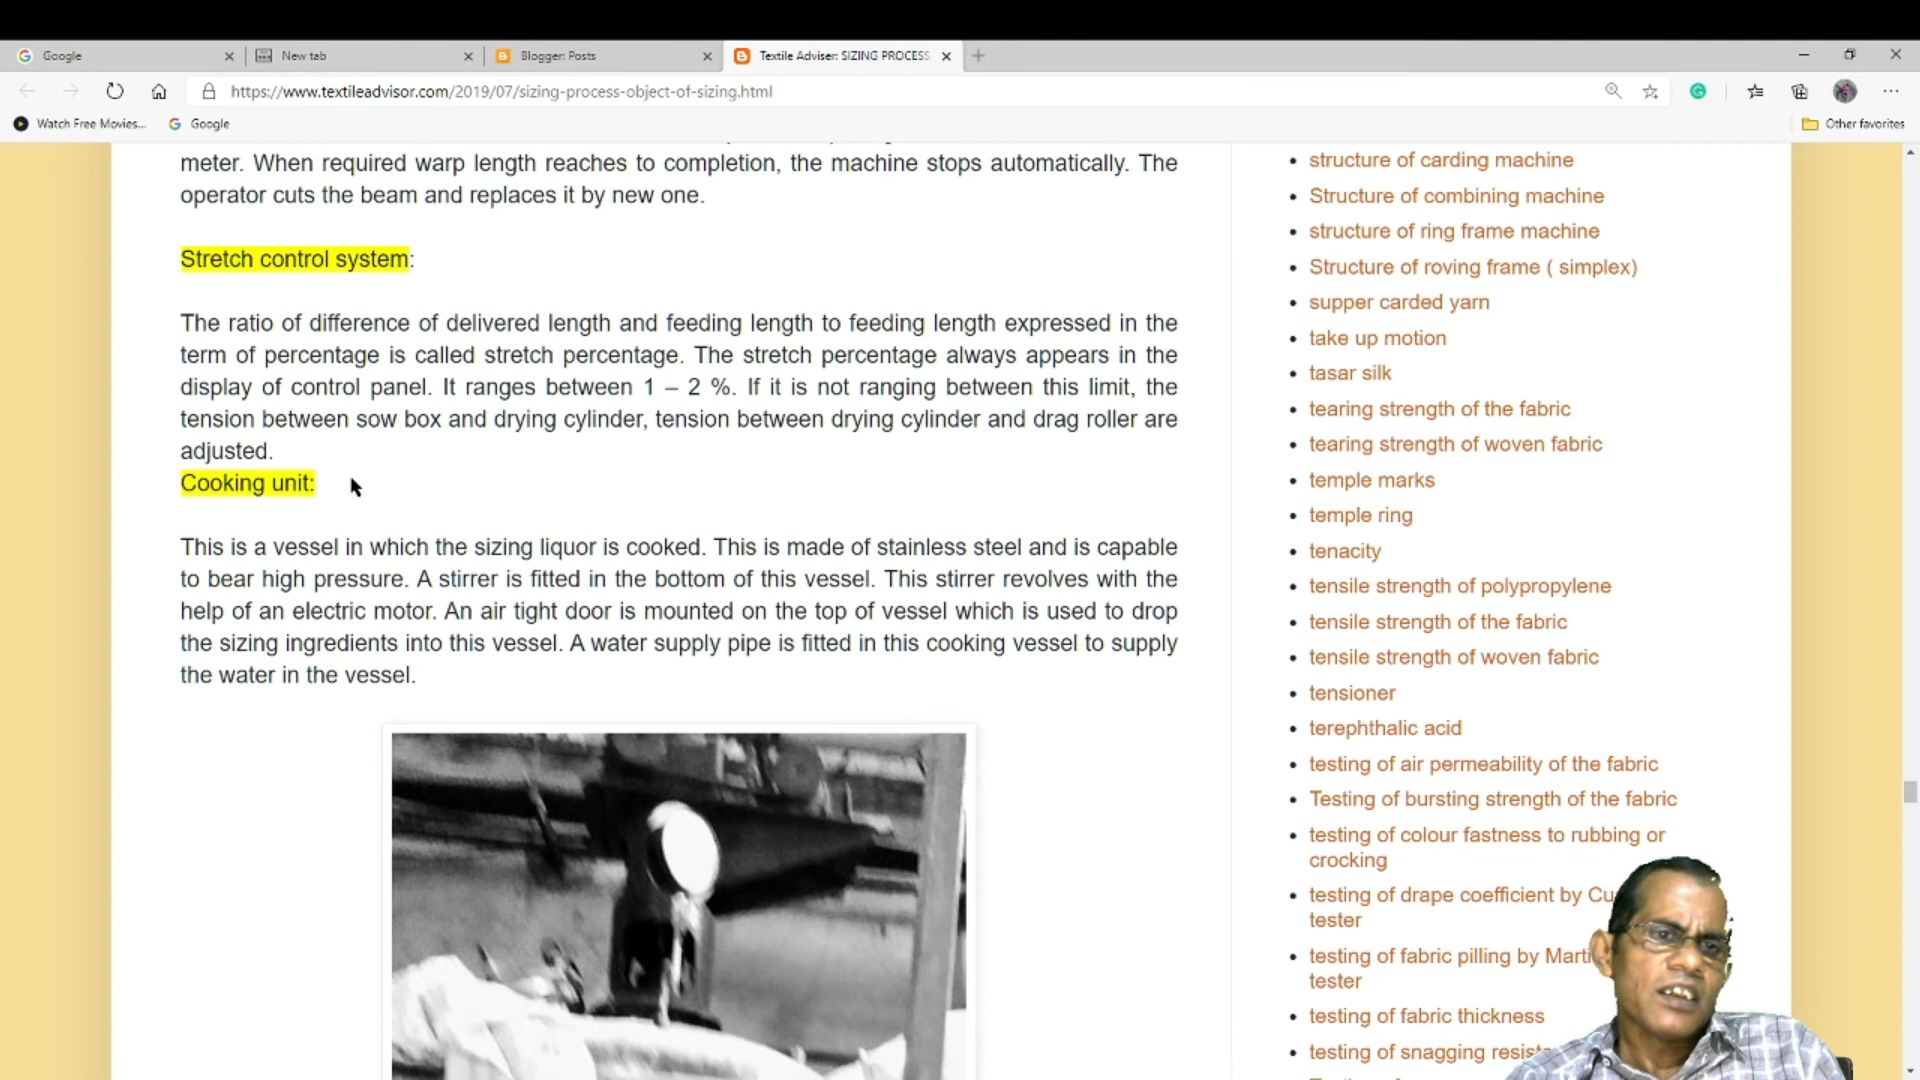 Google
New tab
Blogger: Posts
Textile Adviser: SIZING PROCESS,
https://www.textileadvisor.com/2019/07/sizing-process-object-of-sizing.html
Watch Free Movies...
Google
Other favorites
meter. When required warp length reaches to completion, the machine stops automatically. The
operator cuts the beam and replaces it by new one.
Stretch control system:
The ratio of difference of delivered length and feeding length to feeding length expressed in the
term of percentage is called stretch percentage. The stretch percentage always appears in the
display of control panel. It ranges between 1 – 2 %. If it is not ranging between this limit, the
tension between sow box and drying cylinder, tension between drying cylinder and drag roller are
adjusted.
Cooking unit:
This is a vessel in which the sizing liquor is cooked. This is made of stainless steel and is capable
to bear high pressure. A stirrer is fitted in the bottom of this vessel. This stirrer revolves with the
help of an electric motor. An air tight door is mounted on the top of vessel which is used to drop
the sizing ingredients into this vessel. A water supply pipe is fitted in this cooking vessel to supply
the water in the vessel.
structure of carding machine
Structure of combining machine
structure of ring frame machine
Structure of roving frame ( simplex)
supper carded yarn
take up motion
tasar silk
tearing strength of the fabric
tearing strength of woven fabric
temple marks
temple ring
tenacity
tensile strength of polypropylene
tensile strength of the fabric
tensile strength of woven fabric
tensioner
terephthalic acid
testing of air permeability of the fabric
Testing of bursting strength of the fabric
testing of colour fastness to rubbing or
crocking
testing of drape coefficient by
tester
testing of fabric pilling by
tester
testing of fabric thickness
testing of snagging